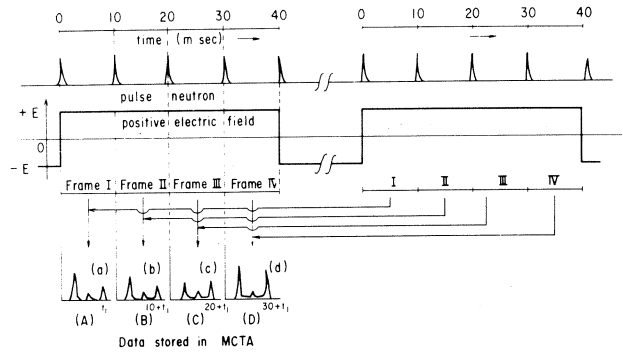 0 10 20 30 40 0 10 20 30 40
time (m sec)
pulse neutron
+E
positive electric field
0
-E
Frame I Frame II Frame III Frame IV I II III IV
(a) (b) (c) (d)
t₁ 10+t₁ 20+t₁ 30+t₁
(A) (B) (C) (D)
Data stored in MCTA